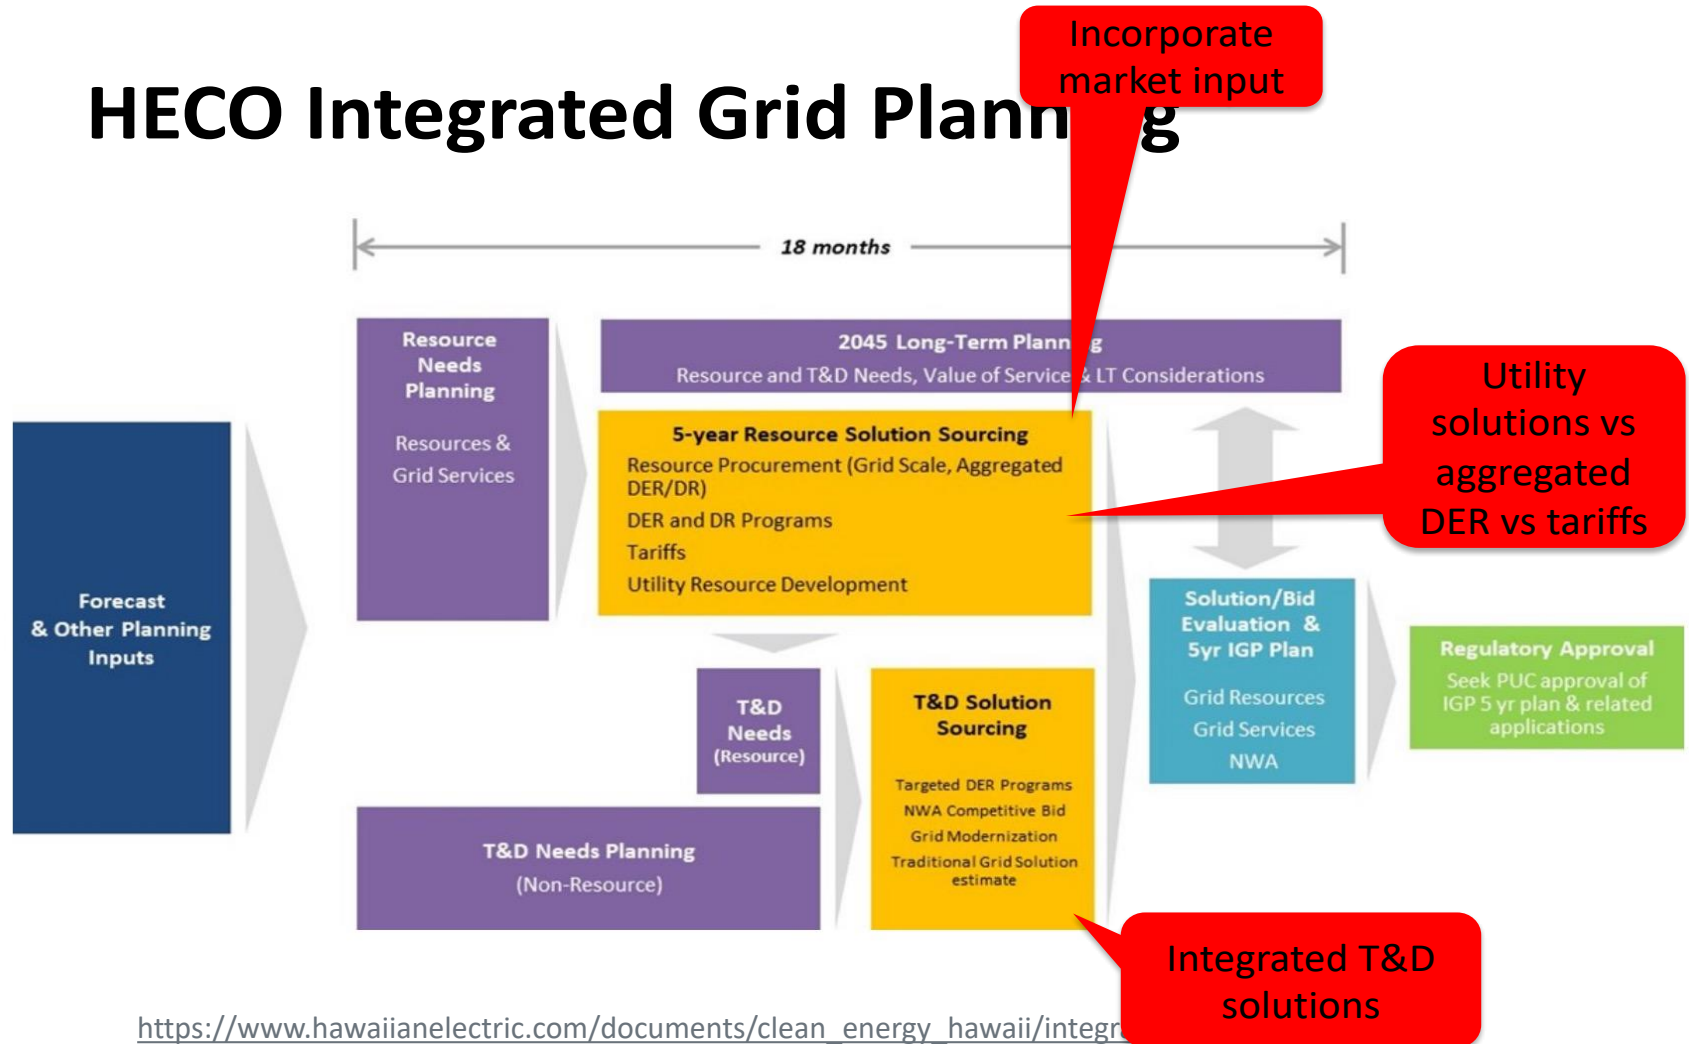 Incorporate
market input
HECO Integrated Grid Planning
18 months
Resource
Needs
Planning
Resources &
Grid Services
2045 Long-Term Planning
Resource and T&D Needs, Value of Service & LT Considerations
Utility
solutions vs
aggregated
DER vs tariffs
5-year Resource Solution Sourcing
Resource Procurement (Grid Scale, Aggregated
DER/DR)
DER and DR Programs
Tariffs
Utility Resource Development
Forecast
& Other Planning
Inputs
T&D
Needs
(Resource)
T&D Solution
Sourcing
Targeted DER Programs
NWA Competitive Bid
Grid Modernization
Traditional Grid Solution
estimate
Solution/Bid
Evaluation &
5yr IGP Plan
Grid Resources
Grid Services
NWA
Regulatory Approval
Seek PUC approval of
IGP 5 yr plan & related
applications
T&D Needs Planning
(Non-Resource)
Integrated T&D
solutions
https://www.hawaiianelectric.com/documents/clean_energy_hawaii/integr